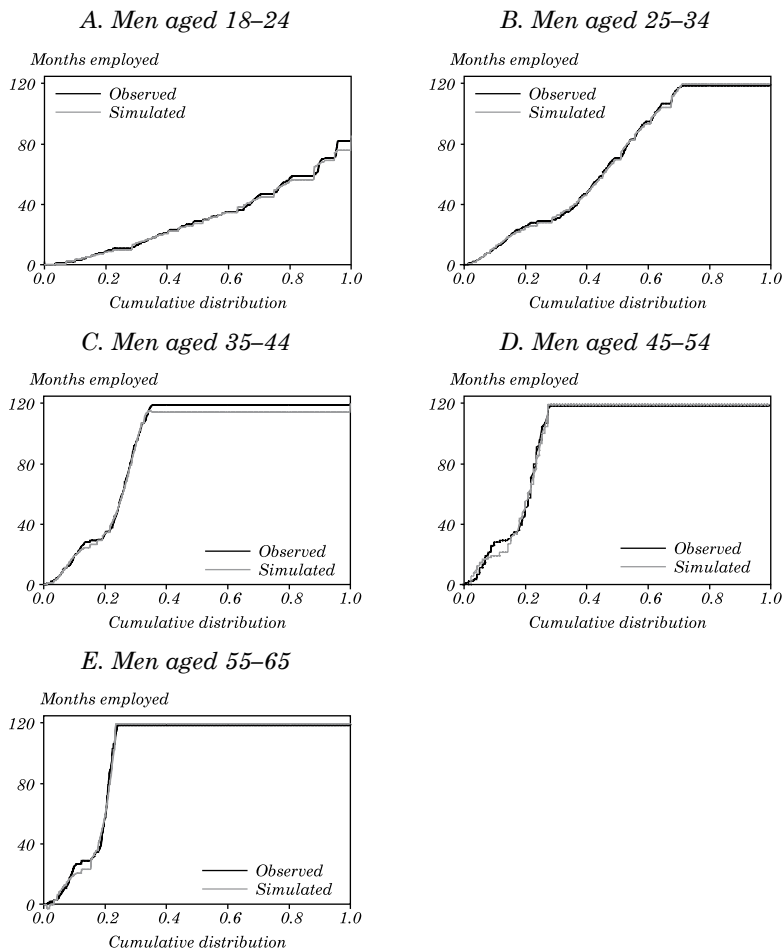 A. Men aged 18–24
Months employed
120
80
40
0
Observed
Simulated
0.0 0.2 0.4 0.6 0.8 1.0
Cumulative distribution
B. Men aged 25–34
Months employed
120
80
40
0
Observed
Simulated
0.0 0.2 0.4 0.6 0.8 1.0
Cumulative distribution
C. Men aged 35–44
Months employed
120
80
40
0
Observed
Simulated
0.0 0.2 0.4 0.6 0.8 1.0
Cumulative distribution
D. Men aged 45–54
Months employed
120
80
40
0
Observed
Simulated
0.0 0.2 0.4 0.6 0.8 1.0
Cumulative distribution
E. Men aged 55–65
Months employed
120
80
40
0
Observed
Simulated
0.0 0.2 0.4 0.6 0.8 1.0
Cumulative distribution